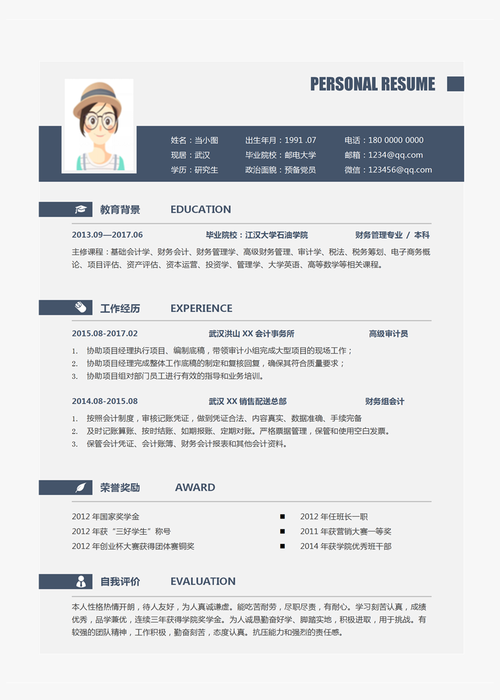 PERSONAL RESUME
姓名：当小图 出生年月：1991 .07 电话：180 0000 0000
现居：武汉 毕业院校：邮电大学 邮箱：1234@qq.com
学历：研究生 政治面貌：预备党员 微信：123456@qq.com
教育背景 EDUCATION
2013.09—2017.06 毕业院校：江汉大学石油学院 财务管理专业 / 本科
主修课程：基础会计学、财务会计、财务管理学、高级财务管理、审计学、税法、税务筹划、电子商务概
论、项目评估、资产评估、资本运营、投资学、管理学、大学英语、高等数学等相关课程。
工作经历 EXPERIENCE
2015.08-2017.02 武汉洪山 XX 会计事务所 高级审计员
1. 协助项目经理执行项目、编制底稿，带领审计小组完成大型项目的现场工作；
2. 协助项目经理完成整体工作底稿的制定和复核回复，确保其符合质量要求；
3. 协助项目组对部门员工进行有效的指导和业务培训。
2014.08-2015.08 武汉 XX 销售配送总部 财务组会计
1. 按照会计制度，审核记账凭证，做到凭证合法、内容真实、数据准确、手续完备
2. 及时记账算账、按时结账、如期报账、定期对账。严格票据管理，保管和使用空白发票。
3. 保管会计凭证、会计账簿、财务会计报表和其他会计资料。
荣誉奖励 AWARD
2012 年国家奖学金 ■ 2012 年任班长一职
2012 年获“三好学生”称号 ■ 2011 年获营销大赛一等奖
2012 年创业杯大赛获得团体赛铜奖 ■ 2014 年获学院优秀班干部
自我评价 EVALUATION
本人性格热情开朗，待人友好，为人真诚谦虚。能吃苦耐劳，尽职尽责，有耐心。学习刻苦认真，成绩
优秀，品学兼优，连续三年获得学院奖学金。为人诚恳勤奋好学、脚踏实地，积极进取，用于挑战。有
较强的团队精神，工作积极，勤奋刻苦，态度认真。抗压能力和强烈的责任感。